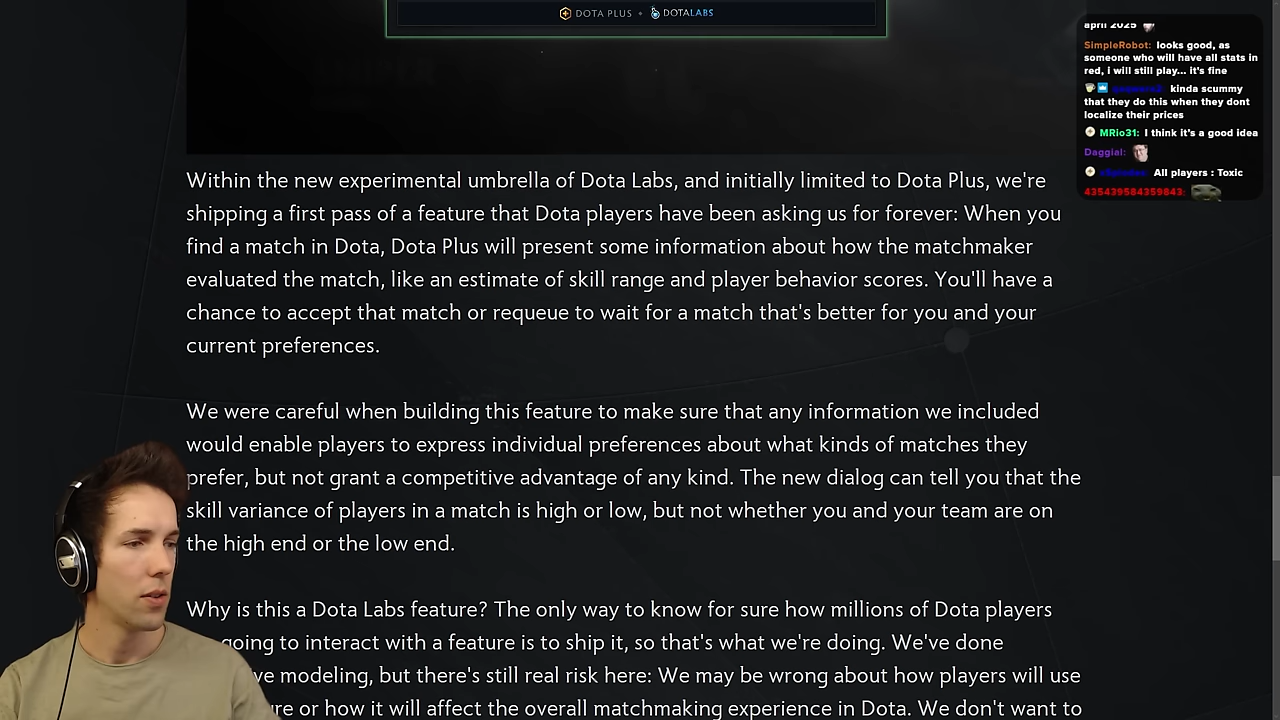 DOTA PLUS • DOTALABS
april 2025
SimpleRobot: looks good, as
someone who will have all stats in
red, i will still play... it's fine
kinda scummy
that they do this when they dont
localize their prices
MRio31: I think it's a good idea
Daggial:
All players : Toxic
435439584359843:
Within the new experimental umbrella of Dota Labs, and initially limited to Dota Plus, we're
shipping a first pass of a feature that Dota players have been asking us for forever: When you
find a match in Dota, Dota Plus will present some information about how the matchmaker
evaluated the match, like an estimate of skill range and player behavior scores. You'll have a
chance to accept that match or requeue to wait for a match that's better for you and your
current preferences.
We were careful when building this feature to make sure that any information we included
would enable players to express individual preferences about what kinds of matches they
prefer, but not grant a competitive advantage of any kind. The new dialog can tell you that the
skill variance of players in a match is high or low, but not whether you and your team are on
the high end or the low end.
Why is this a Dota Labs feature? The only way to know for sure how millions of Dota players
going to interact with a feature is to ship it, so that's what we're doing. We've done
modeling, but there's still real risk here: We may be wrong about how players will use
or how it will affect the overall matchmaking experience in Dota. We don't want to